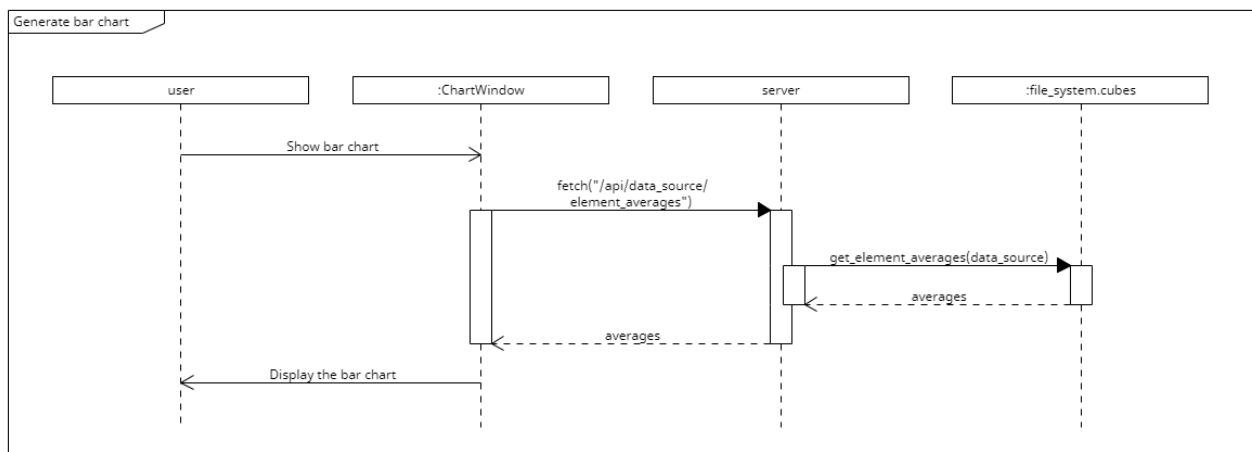 Generate bar chart
user
:ChartWindow
server
:file_system.cubes
Show bar chart
fetch("/api/data_source/
element_averages")
get_element_averages(data_source)
averages
averages
Display the bar chart